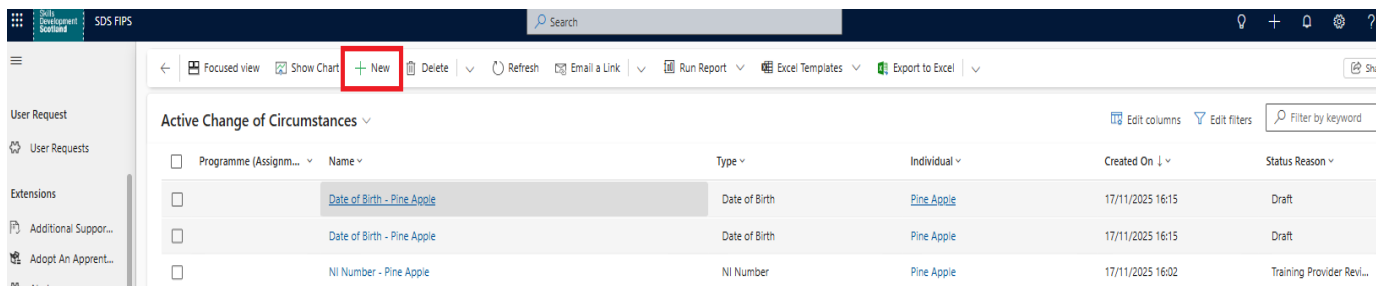 Skills
Development
Scotland
SDS FIPS
Search
?
Focused view Show Chart New Delete Refresh Email a Link Run Report Excel Templates Export to Excel Sha
User Request
User Requests
Extensions
Additional Suppor...
Adopt An Apprent...
Active Change of Circumstances
Edit columns Edit filters Filter by keyword
Programme (Assignm... Name Type Individual Created On Status Reason
Date of Birth - Pine Apple Date of Birth Pine Apple 17/11/2025 16:15 Draft
Date of Birth - Pine Apple Date of Birth Pine Apple 17/11/2025 16:15 Draft
NI Number - Pine Apple NI Number Pine Apple 17/11/2025 16:02 Training Provider Revi...